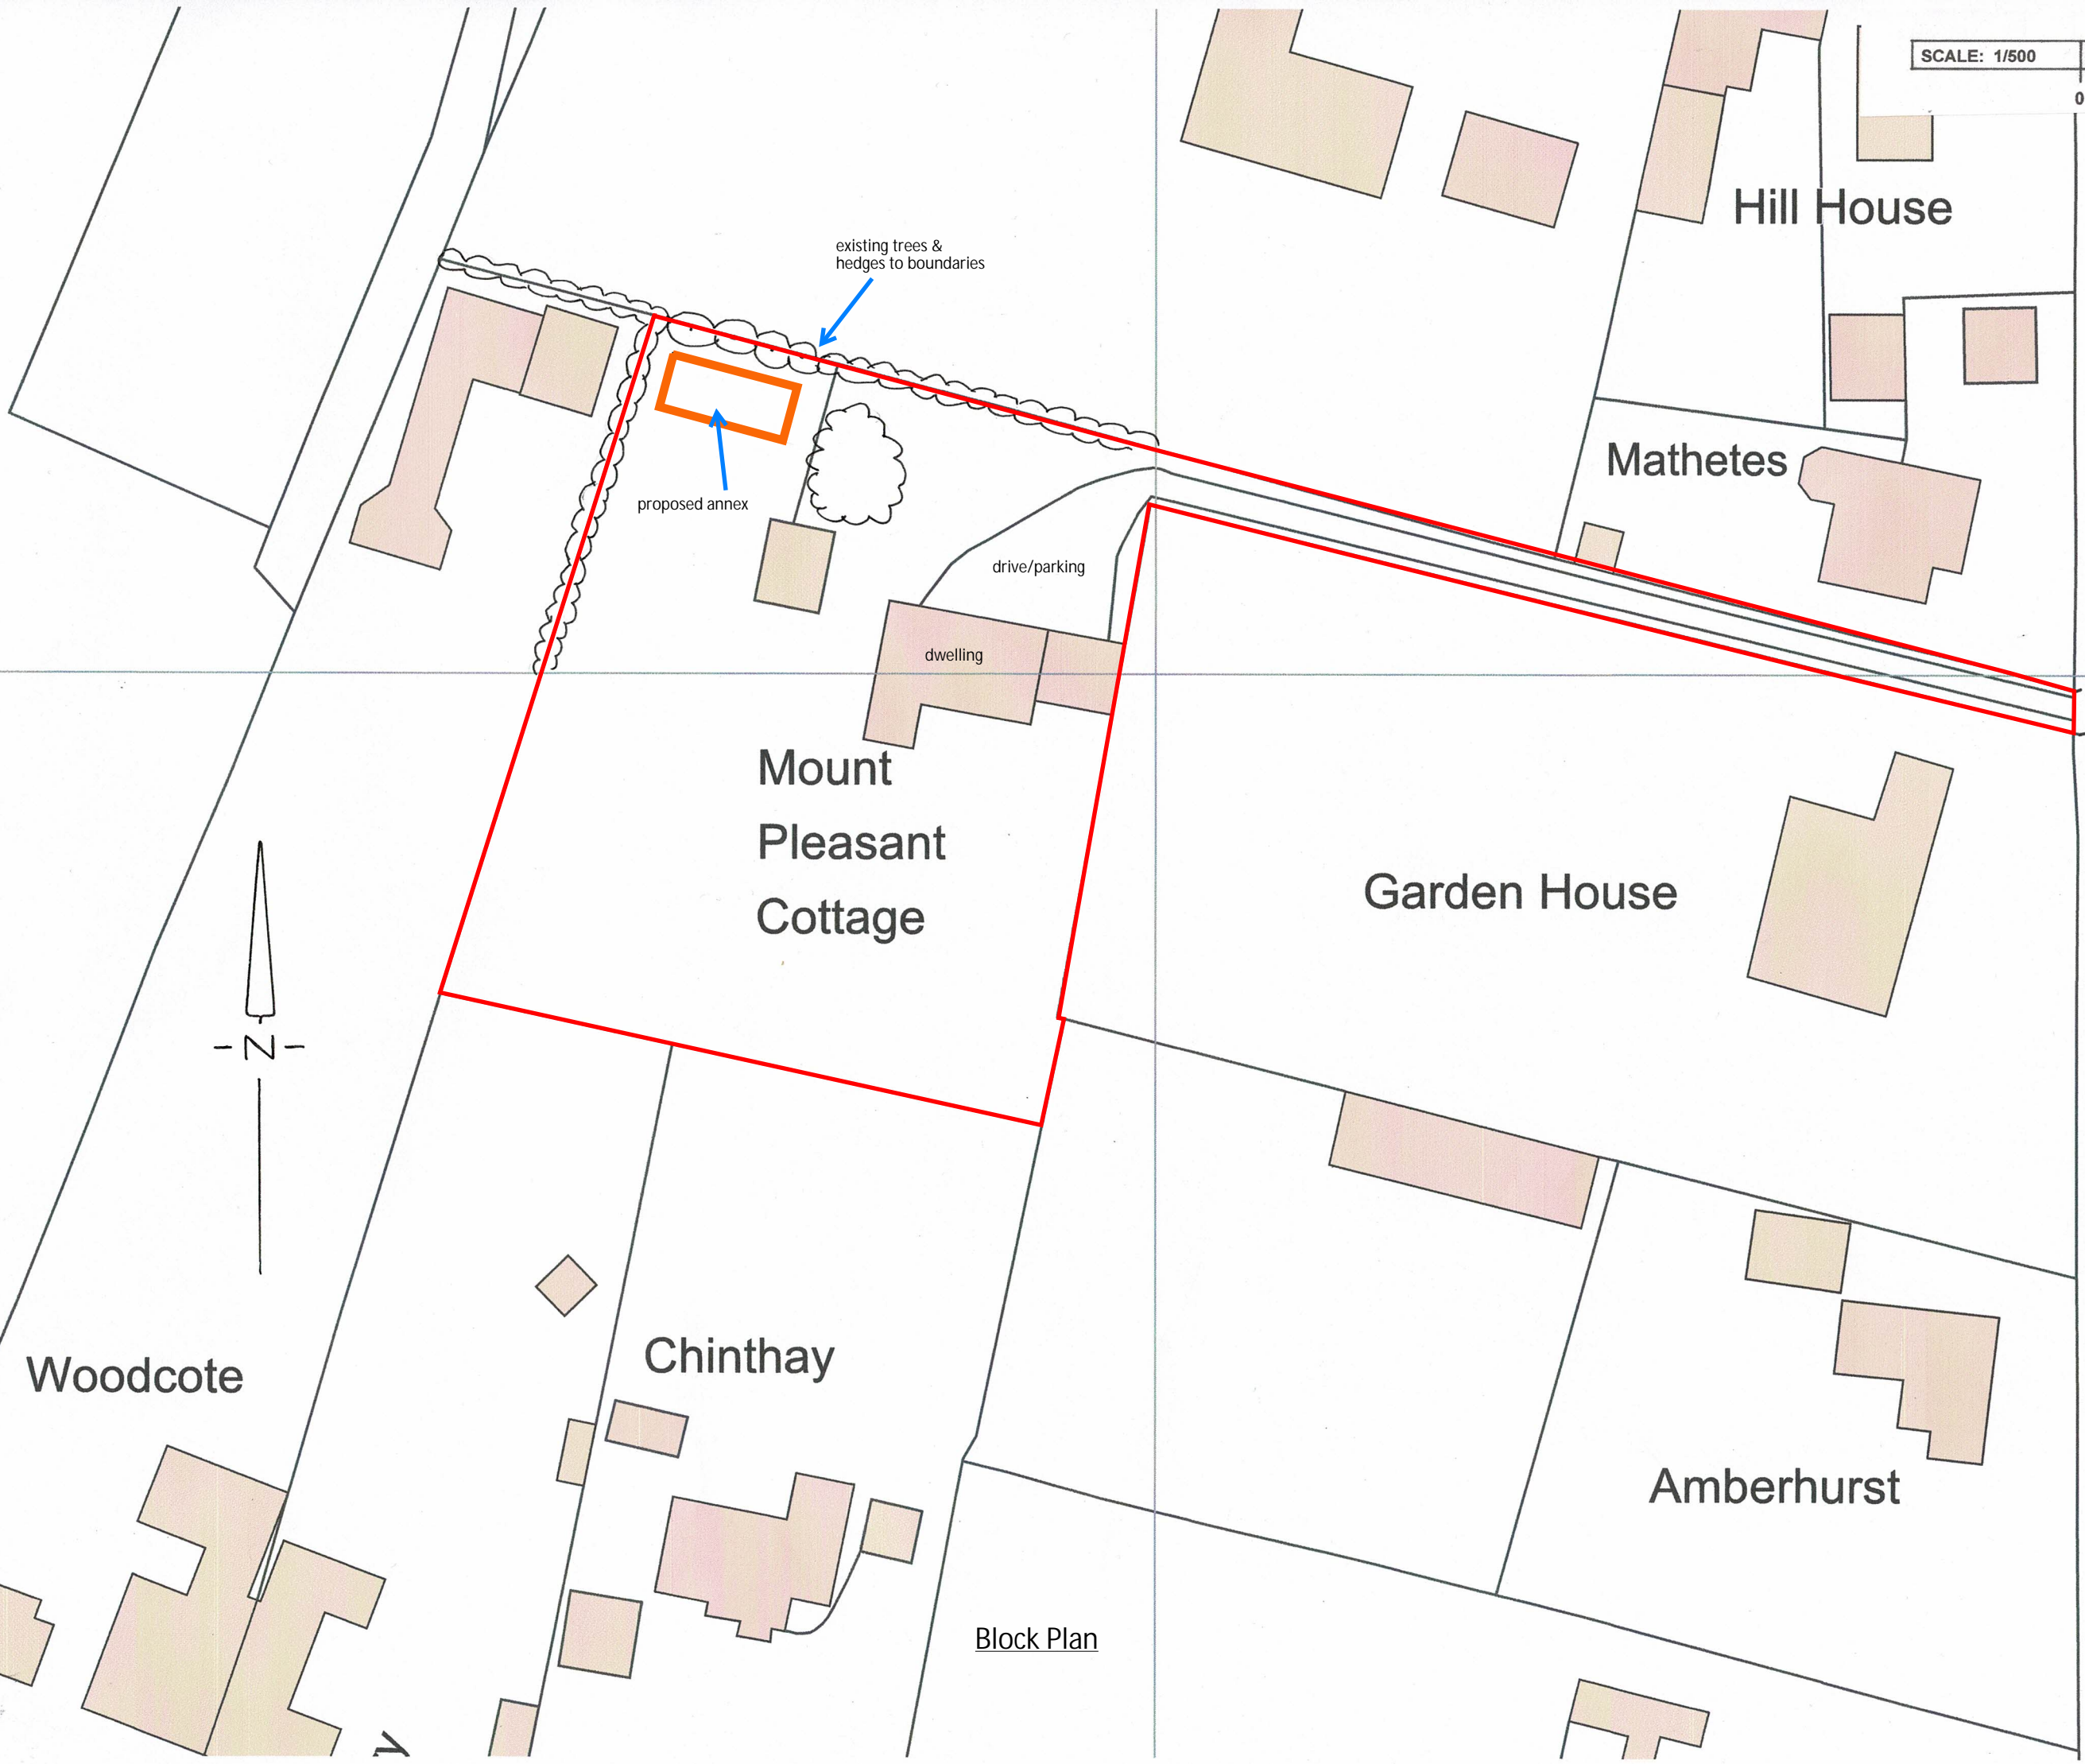 SCALE: 1/500
0
Hill House
existing trees &
hedges to boundaries
Mathetes
proposed annex
drive/parking
dwelling
Mount
Pleasant
Cottage
Garden House
N
Chinthay
Woodcote
Amberhurst
Block Plan
y